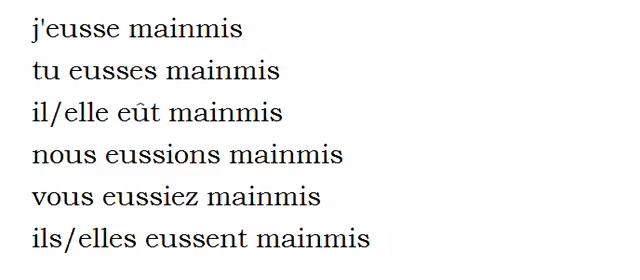 j'eusse mainmis
tu eusses mainmis
il/elle eût mainmis
nous eussions mainmis
vous eussiez mainmis
ils/elles eussent mainmis